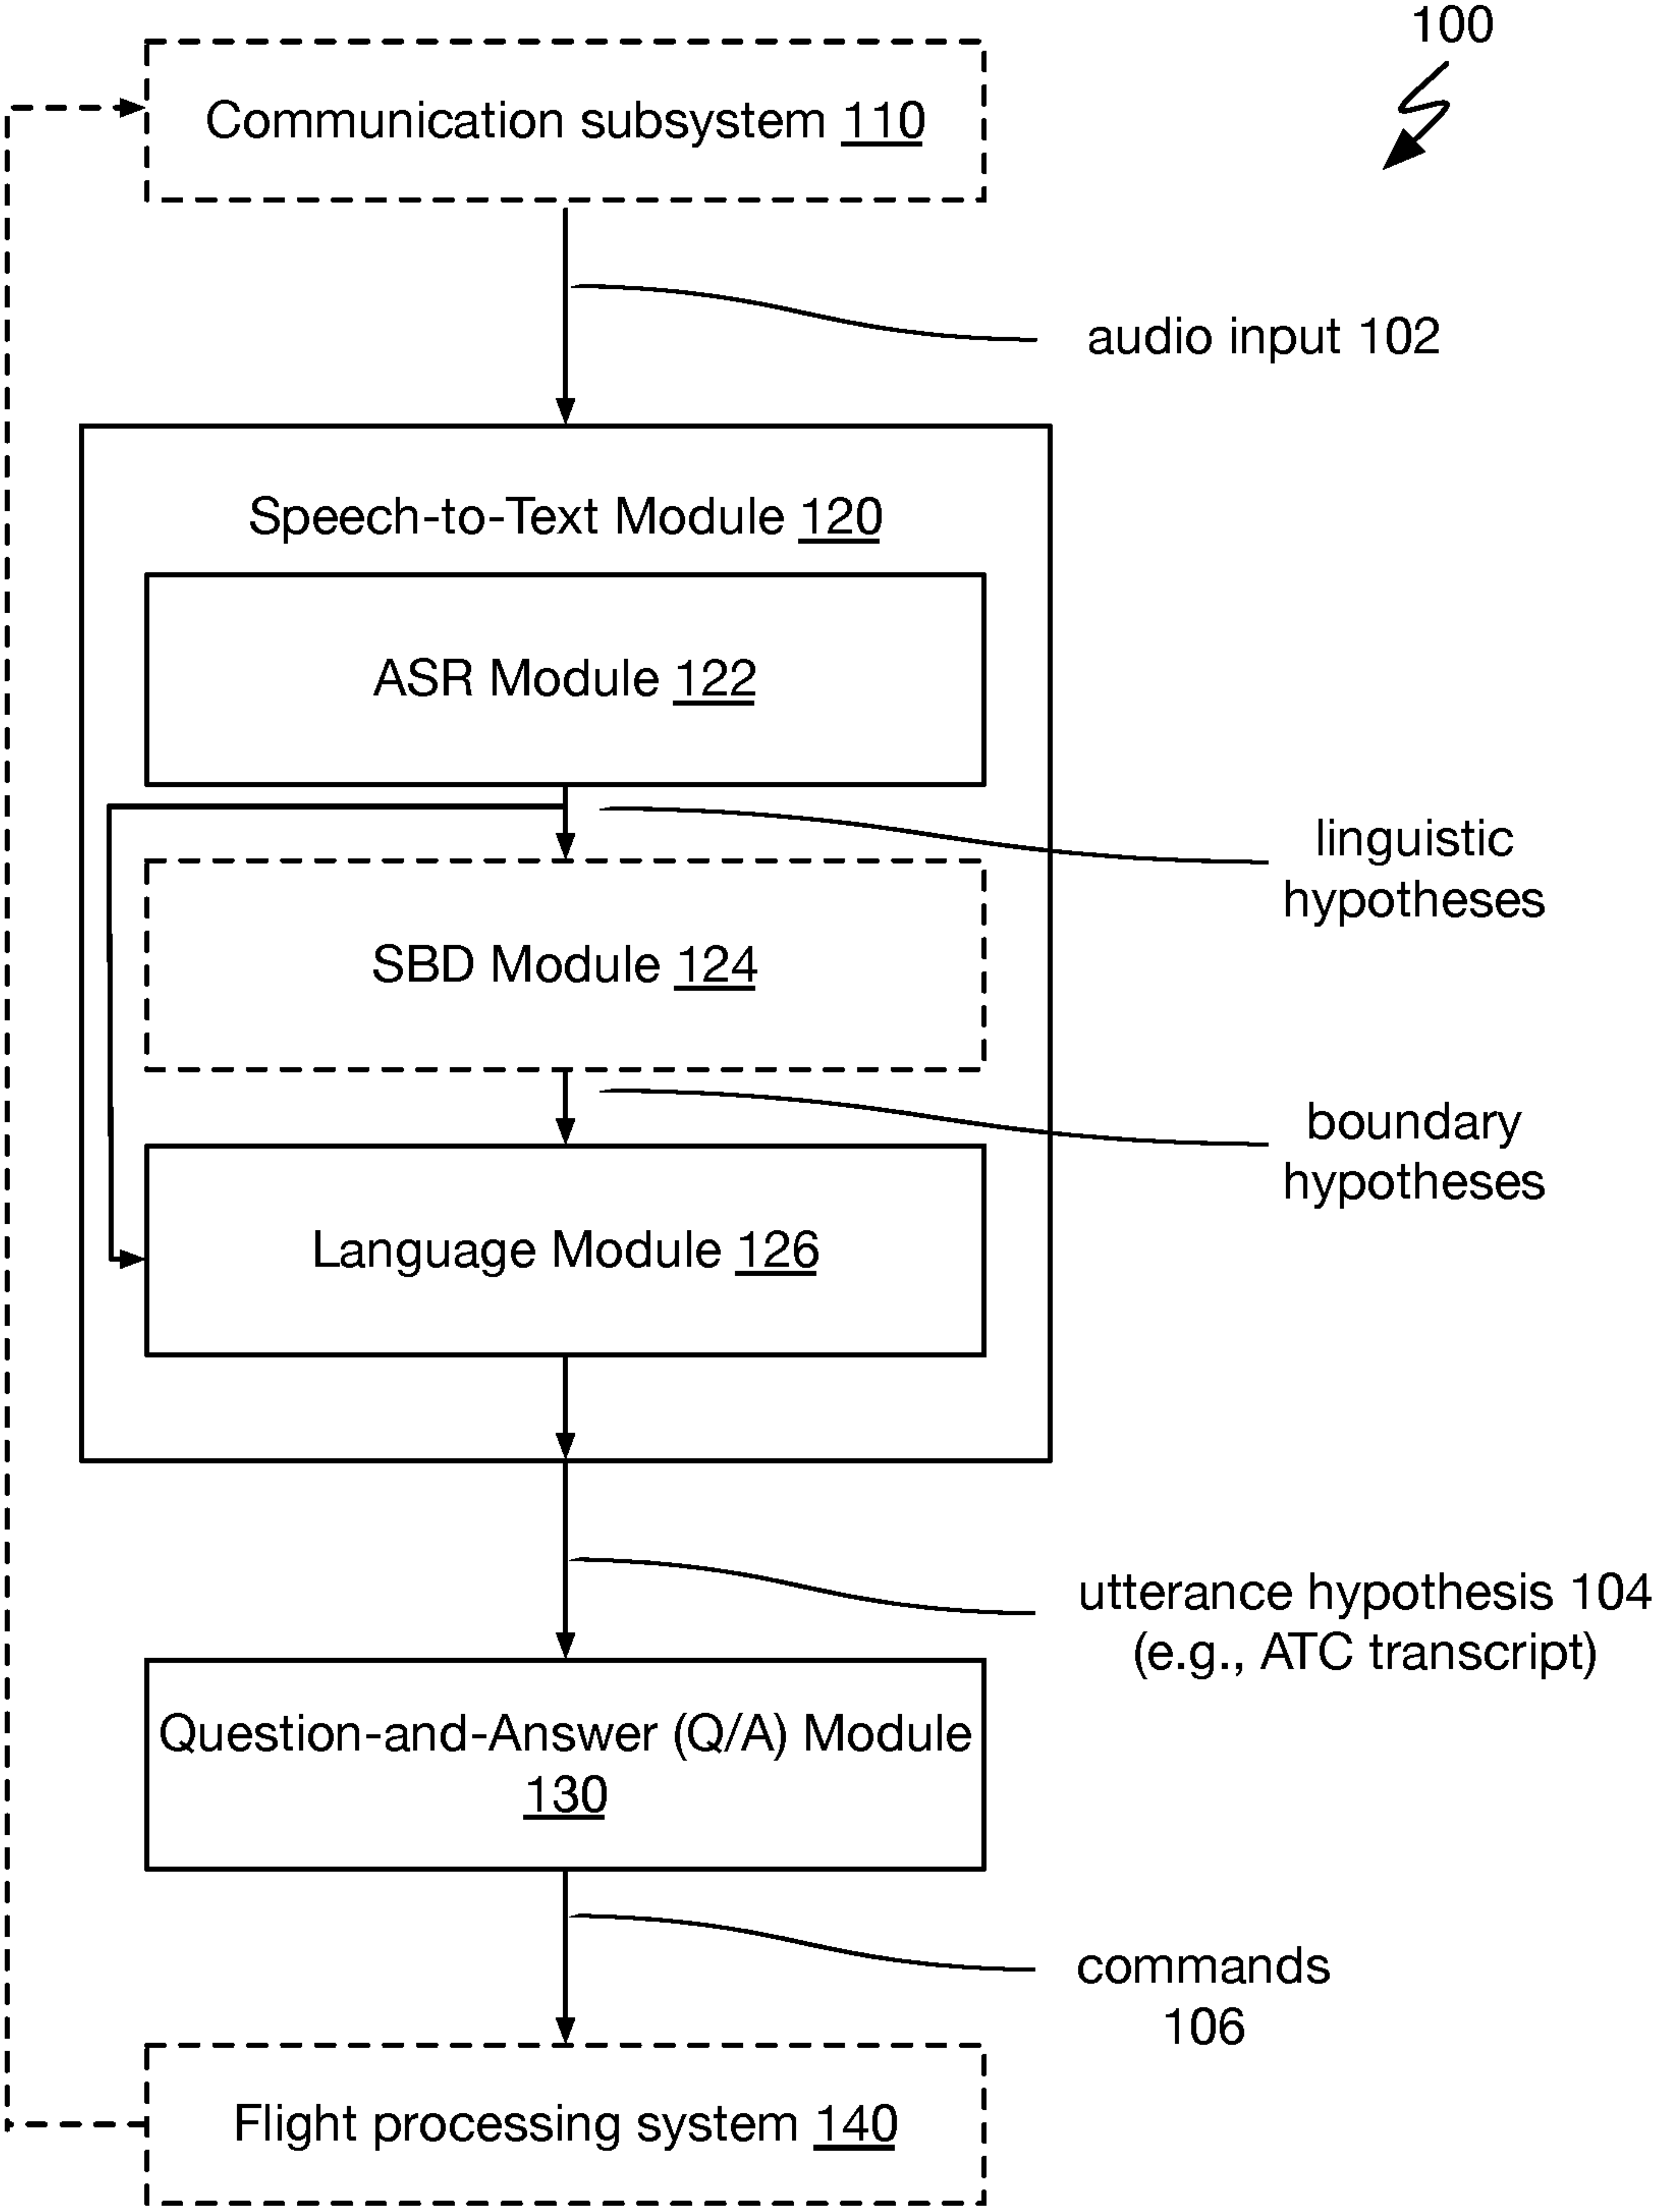 100
Communication subsystem 110
audio input 102
Speech-to-Text Module 120
ASR Module 122
linguistic
hypotheses
SBD Module 124
boundary
hypotheses
Language Module 126
utterance hypothesis 104
(e.g., ATC transcript)
Question-and-Answer (Q/A) Module
130
commands
106
Flight processing system 140